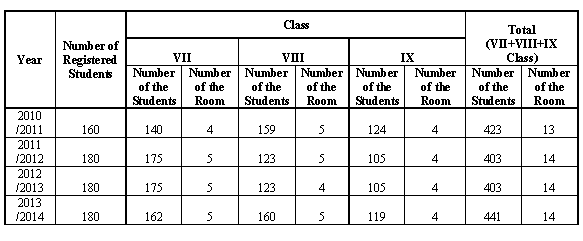 Year
Number of
Registered
Students
Class
Total
(VII+VIII+IX
Class)
VII
VIII
IX
Number
of the
Students
Number
of the
Room
Number
of the
Students
Number
of the
Room
Number
of the
Students
Number
of the
Room
Number
of the
Students
Number
of the
Room
2010
/2011 160 140 4 159 5 124 4 423 13
2011
/2012 180 175 5 123 5 105 4 403 14
2012
/2013 180 175 5 123 4 105 4 403 14
2013
/2014 180 162 5 160 5 119 4 441 14